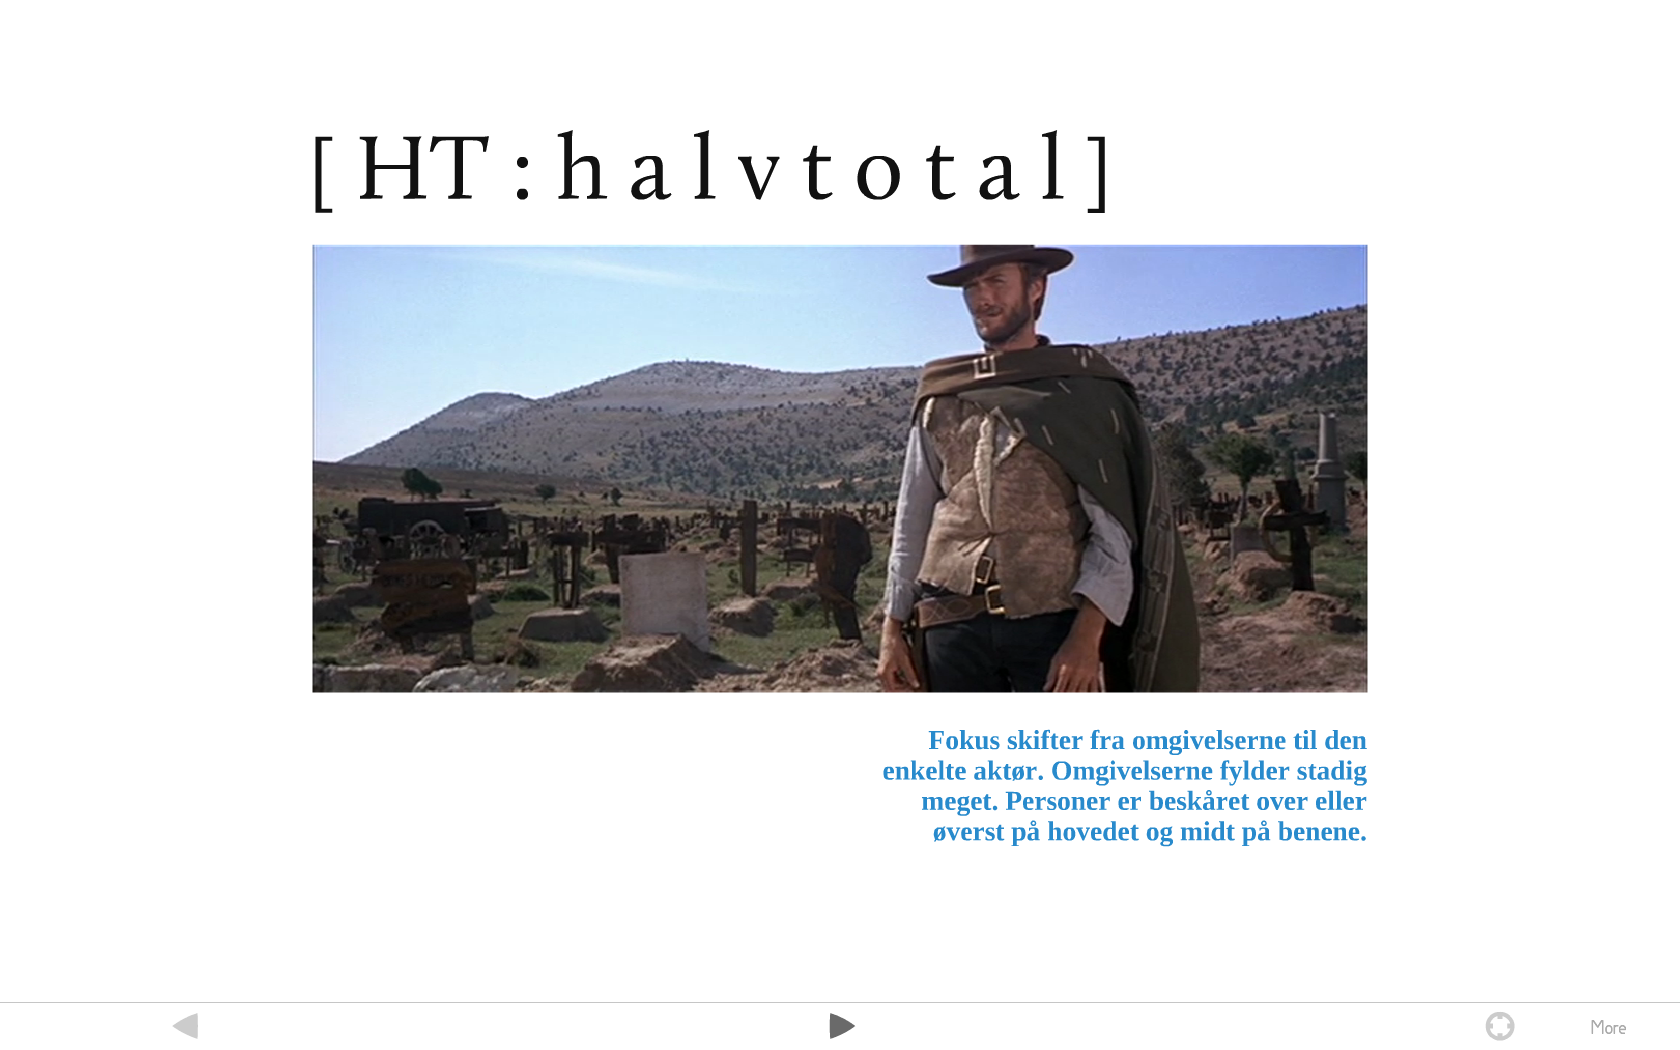 [ HT : h a l v t o t a l ]
Fokus skifter fra omgivelserne til den
enkelte aktør. Omgivelserne fylder stadig
meget. Personer er beskåret over eller
øverst på hovedet og midt på benene.
More